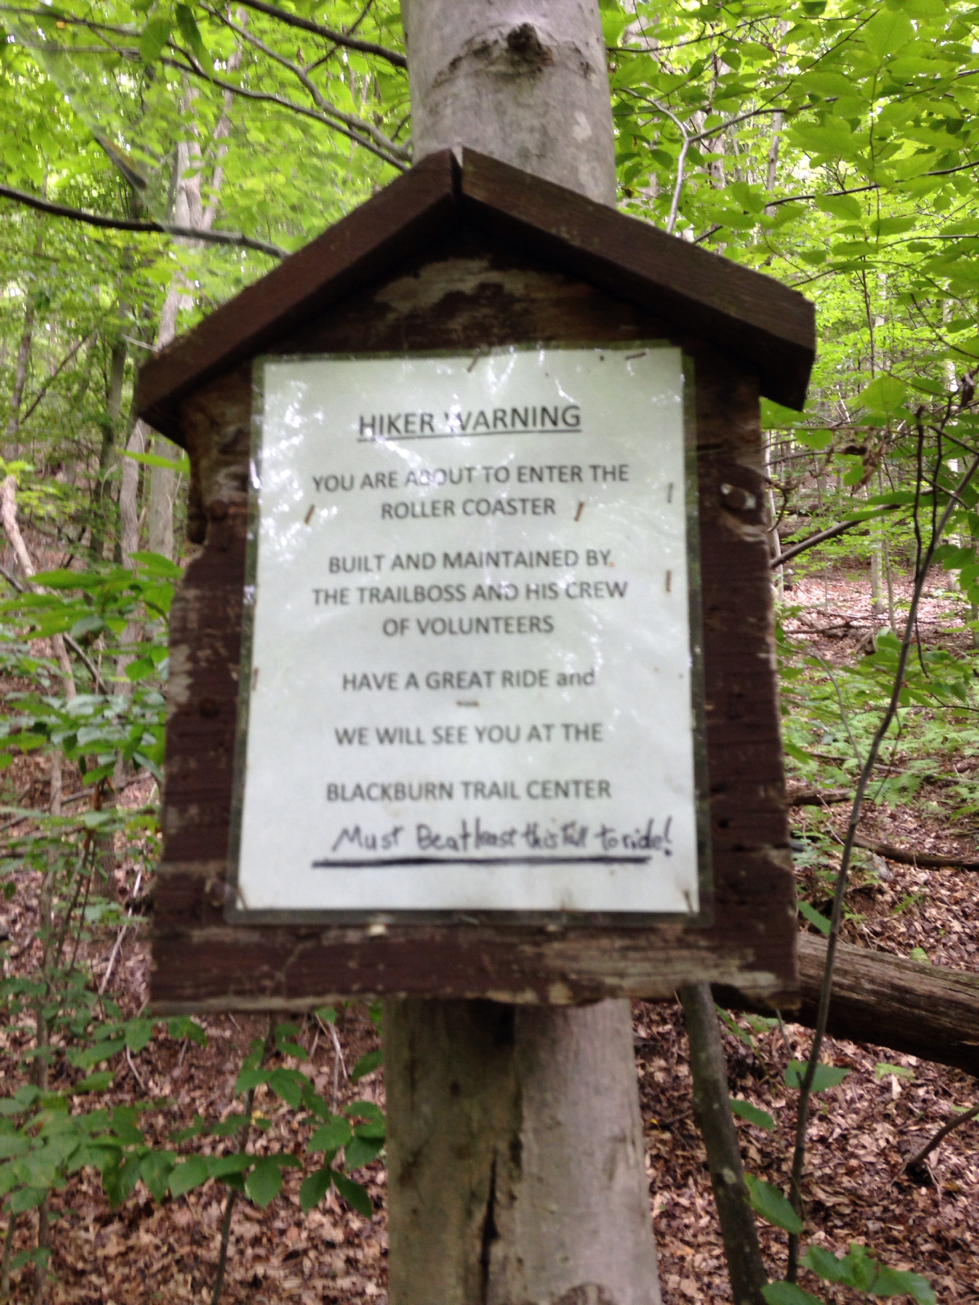 HIKER WARNING
YOU ARE ABOUT TO ENTER THE
ROLLER COASTER
BUILT AND MAINTAINED BY.
THE TRAILBOSS AND HIS CREW
OF VOLUNTEERS
HAVE A GREAT RIDE and
WE WILL SEE YOU AT THE
BLACKBURN TRAIL CENTER
Must Be at least this tall to ride!